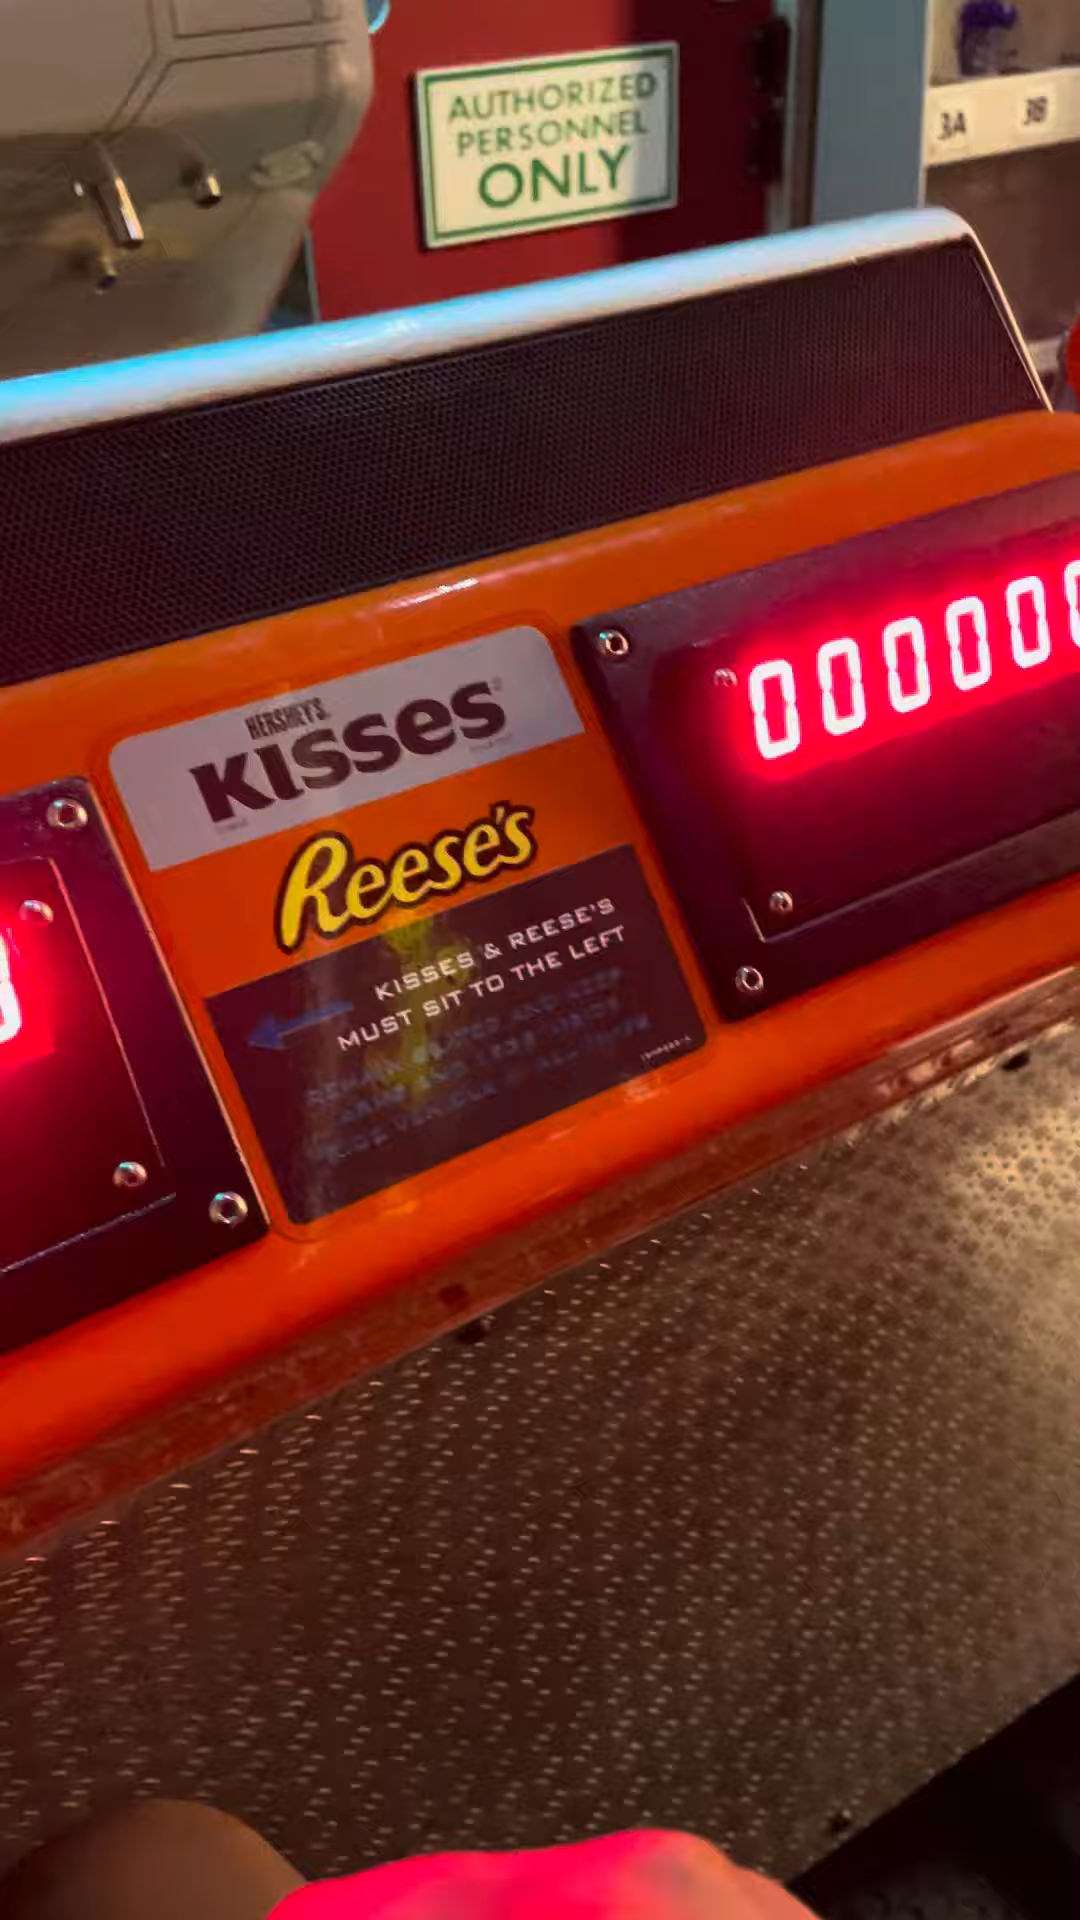 AUTHORIZED
PERSONNEL
ONLY
3A 3B
000000
HERSHEY'S
KISSES
REESE'S
KISSES & REESE'S
MUST SIT TO THE LEFT